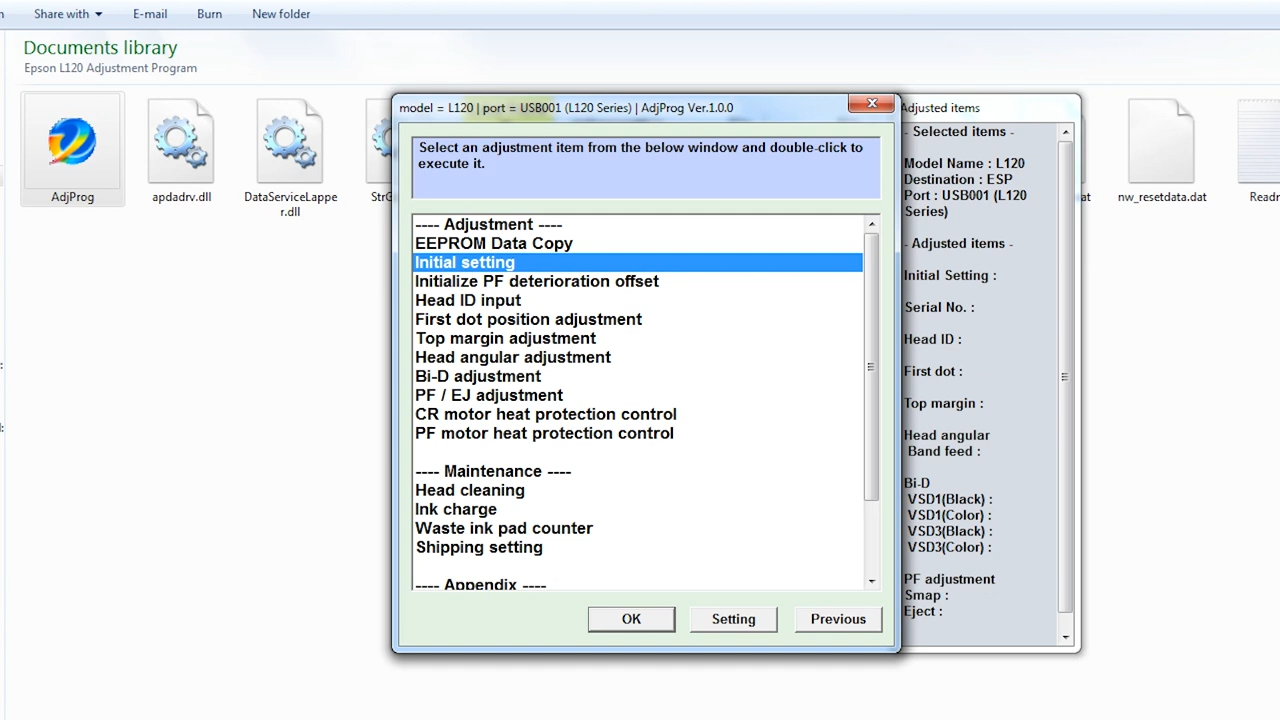 Share with
E-mail
Burn
New folder
Documents library
Epson L120 Adjustment Program
AdjProg
apdadrv.dll
DataServiceLappe
r.dll
nw_resetdata.dat
model = L120 | port = USB001 (L120 Series) | AdjProg Ver.1.0.0
Select an adjustment item from the below window and double-click to
execute it.
---- Adjustment ----
EEPROM Data Copy
Initial setting
Initialize PF deterioration offset
Head ID input
First dot position adjustment
Top margin adjustment
Head angular adjustment
Bi-D adjustment
PF / EJ adjustment
CR motor heat protection control
PF motor heat protection control
---- Maintenance ----
Head cleaning
Ink charge
Waste ink pad counter
Shipping setting
---- Appendix ----
OK
Setting
Previous
Adjusted items
- Selected items -
Model Name : L120
Destination : ESP
Port : USB001 (L120
Series)
- Adjusted items -
Initial Setting :
Serial No. :
Head ID :
First dot :
Top margin :
Head angular
Band feed :
Bi-D
VSD1(Black) :
VSD1(Color) :
VSD3(Black) :
VSD3(Color) :
PF adjustment
Smap :
Eject :